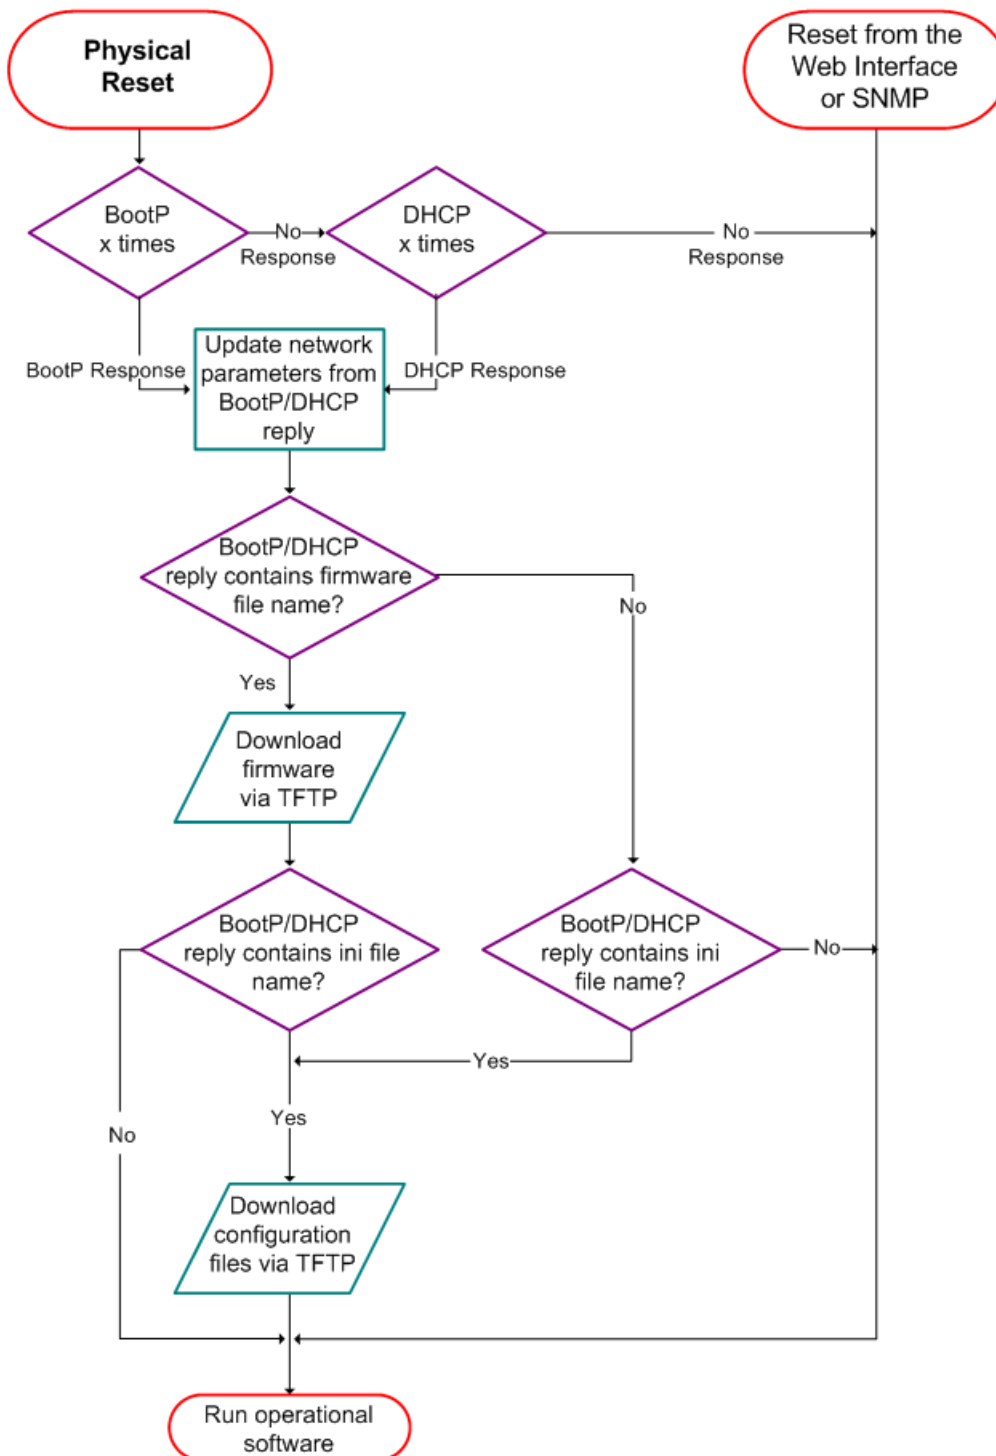 Physical
Reset
Reset from the
Web Interface
or SNMP
BootP
x times
No
Response
DHCP
x times
No
Response
BootP Response
Update network
parameters from
BootP/DHCP
reply
DHCP Response
BootP/DHCP
reply contains firmware
file name?
No
Yes
Download
firmware
via TFTP
BootP/DHCP
reply contains ini file
name?
BootP/DHCP
reply contains ini
file name?
No
Yes
Yes
No
Download
configuration
files via TFTP
Run operational
software